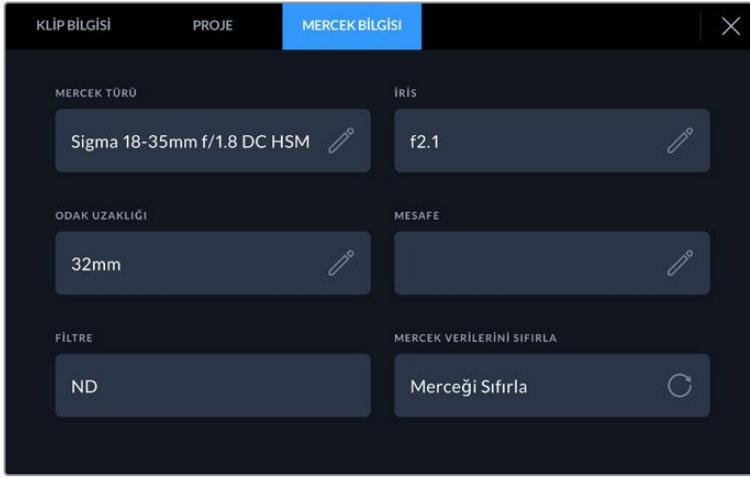 KLİP BİLGİSİ PROJE MERCEK BİLGİSI
MERCEK TÜRÜ İRİS
Sigma 18-35mm f/1.8 DC HSM f2.1
ODAK UZAKLIĞI MESAFE
32mm
FİLTRE MERCEK VERİLERİNİ SIFIRLA
ND Merceği Sıfırla